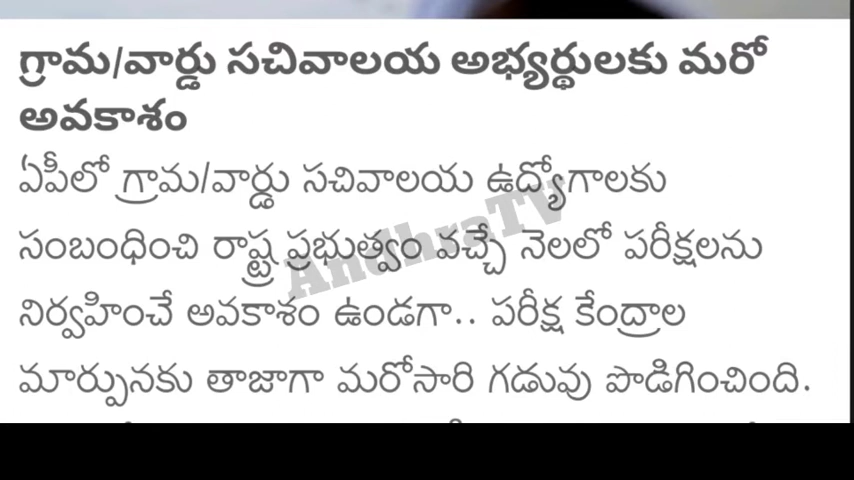 గ్రామ/వార్డు సచివాలయ అభ్యర్థులకు మరో
అవకాశం
ఏపీలో గ్రామ/వార్డు సచివాలయ ఉద్యోగాలకు
సంబంధించి రాష్ట్ర ప్రభుత్వం వచ్చే నెలలో పరీక్షలను
నిర్వహించే అవకాశం ఉండగా.. పరీక్ష కేంద్రాల
మార్పునకు తాజాగా మరోసారి గడువు పొడిగించింది.
AndhraTV